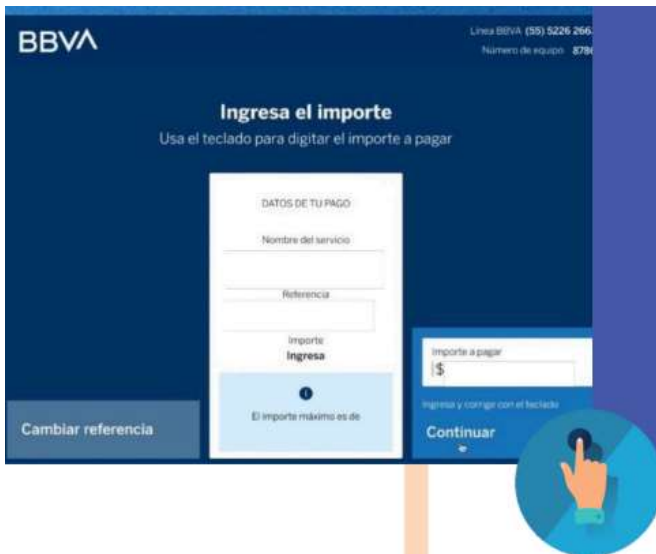 BBVA
Línea BBVA (55) 5226 266
Número de equipo 878
Ingresa el importe
Usa el teclado para digitar el importe a pagar
DATOS DE TU PAGO
Nombre del servicio
Referencia
Importe
Ingresa
El importe máximo es de
Importe a pagar
$
Ingresa y corrige con el teclado
Cambiar referencia
Continuar